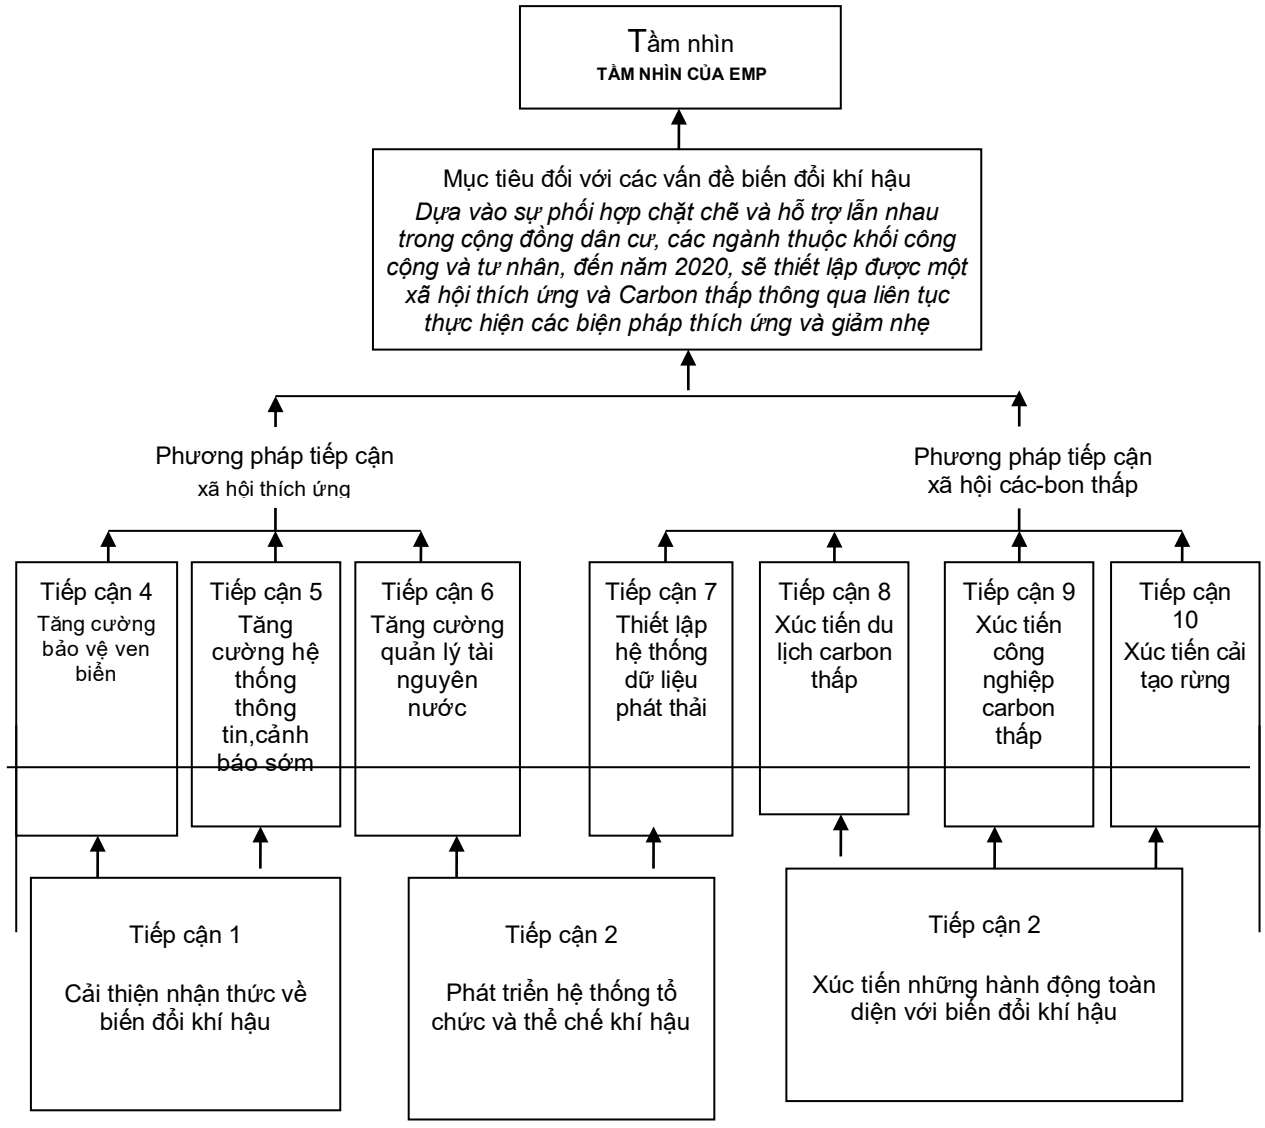 Tầm nhìn
TẦM NHÌN CỦA EMP
Mục tiêu đối với các vấn đề biến đổi khí hậu
Dựa vào sự phối hợp chặt chẽ và hỗ trợ lẫn nhau
trong cộng đồng dân cư, các ngành thuộc khối công
cộng và tư nhân, đến năm 2020, sẽ thiết lập được một
xã hội thích ứng và Carbon thấp thông qua liên tục
thực hiện các biện pháp thích ứng và giảm nhẹ
Phương pháp tiếp cận
xã hội thích ứng
Phương pháp tiếp cận
xã hội các-bon thấp
Tiếp cận 4
Tăng cường
bảo vệ ven
biển
Tiếp cận 5
Tăng
cường hệ
thống
thông
tin,cảnh
báo sớm
Tiếp cận 6
Tăng cường
quản lý tài
nguyên
nước
Tiếp cận 7
Thiết lập
hệ thống
dữ liệu
phát thải
Tiếp cận 8
Xúc tiến du
lịch carbon
thấp
Tiếp cận 9
Xúc tiến
công
nghiệp
carbon
thấp
Tiếp cận
10
Xúc tiến cải
tạo rừng
Tiếp cận 1
Cải thiện nhận thức về
biến đổi khí hậu
Tiếp cận 2
Phát triển hệ thống tổ
chức và thể chế khí hậu
Tiếp cận 2
Xúc tiến những hành động toàn
diện với biến đổi khí hậu